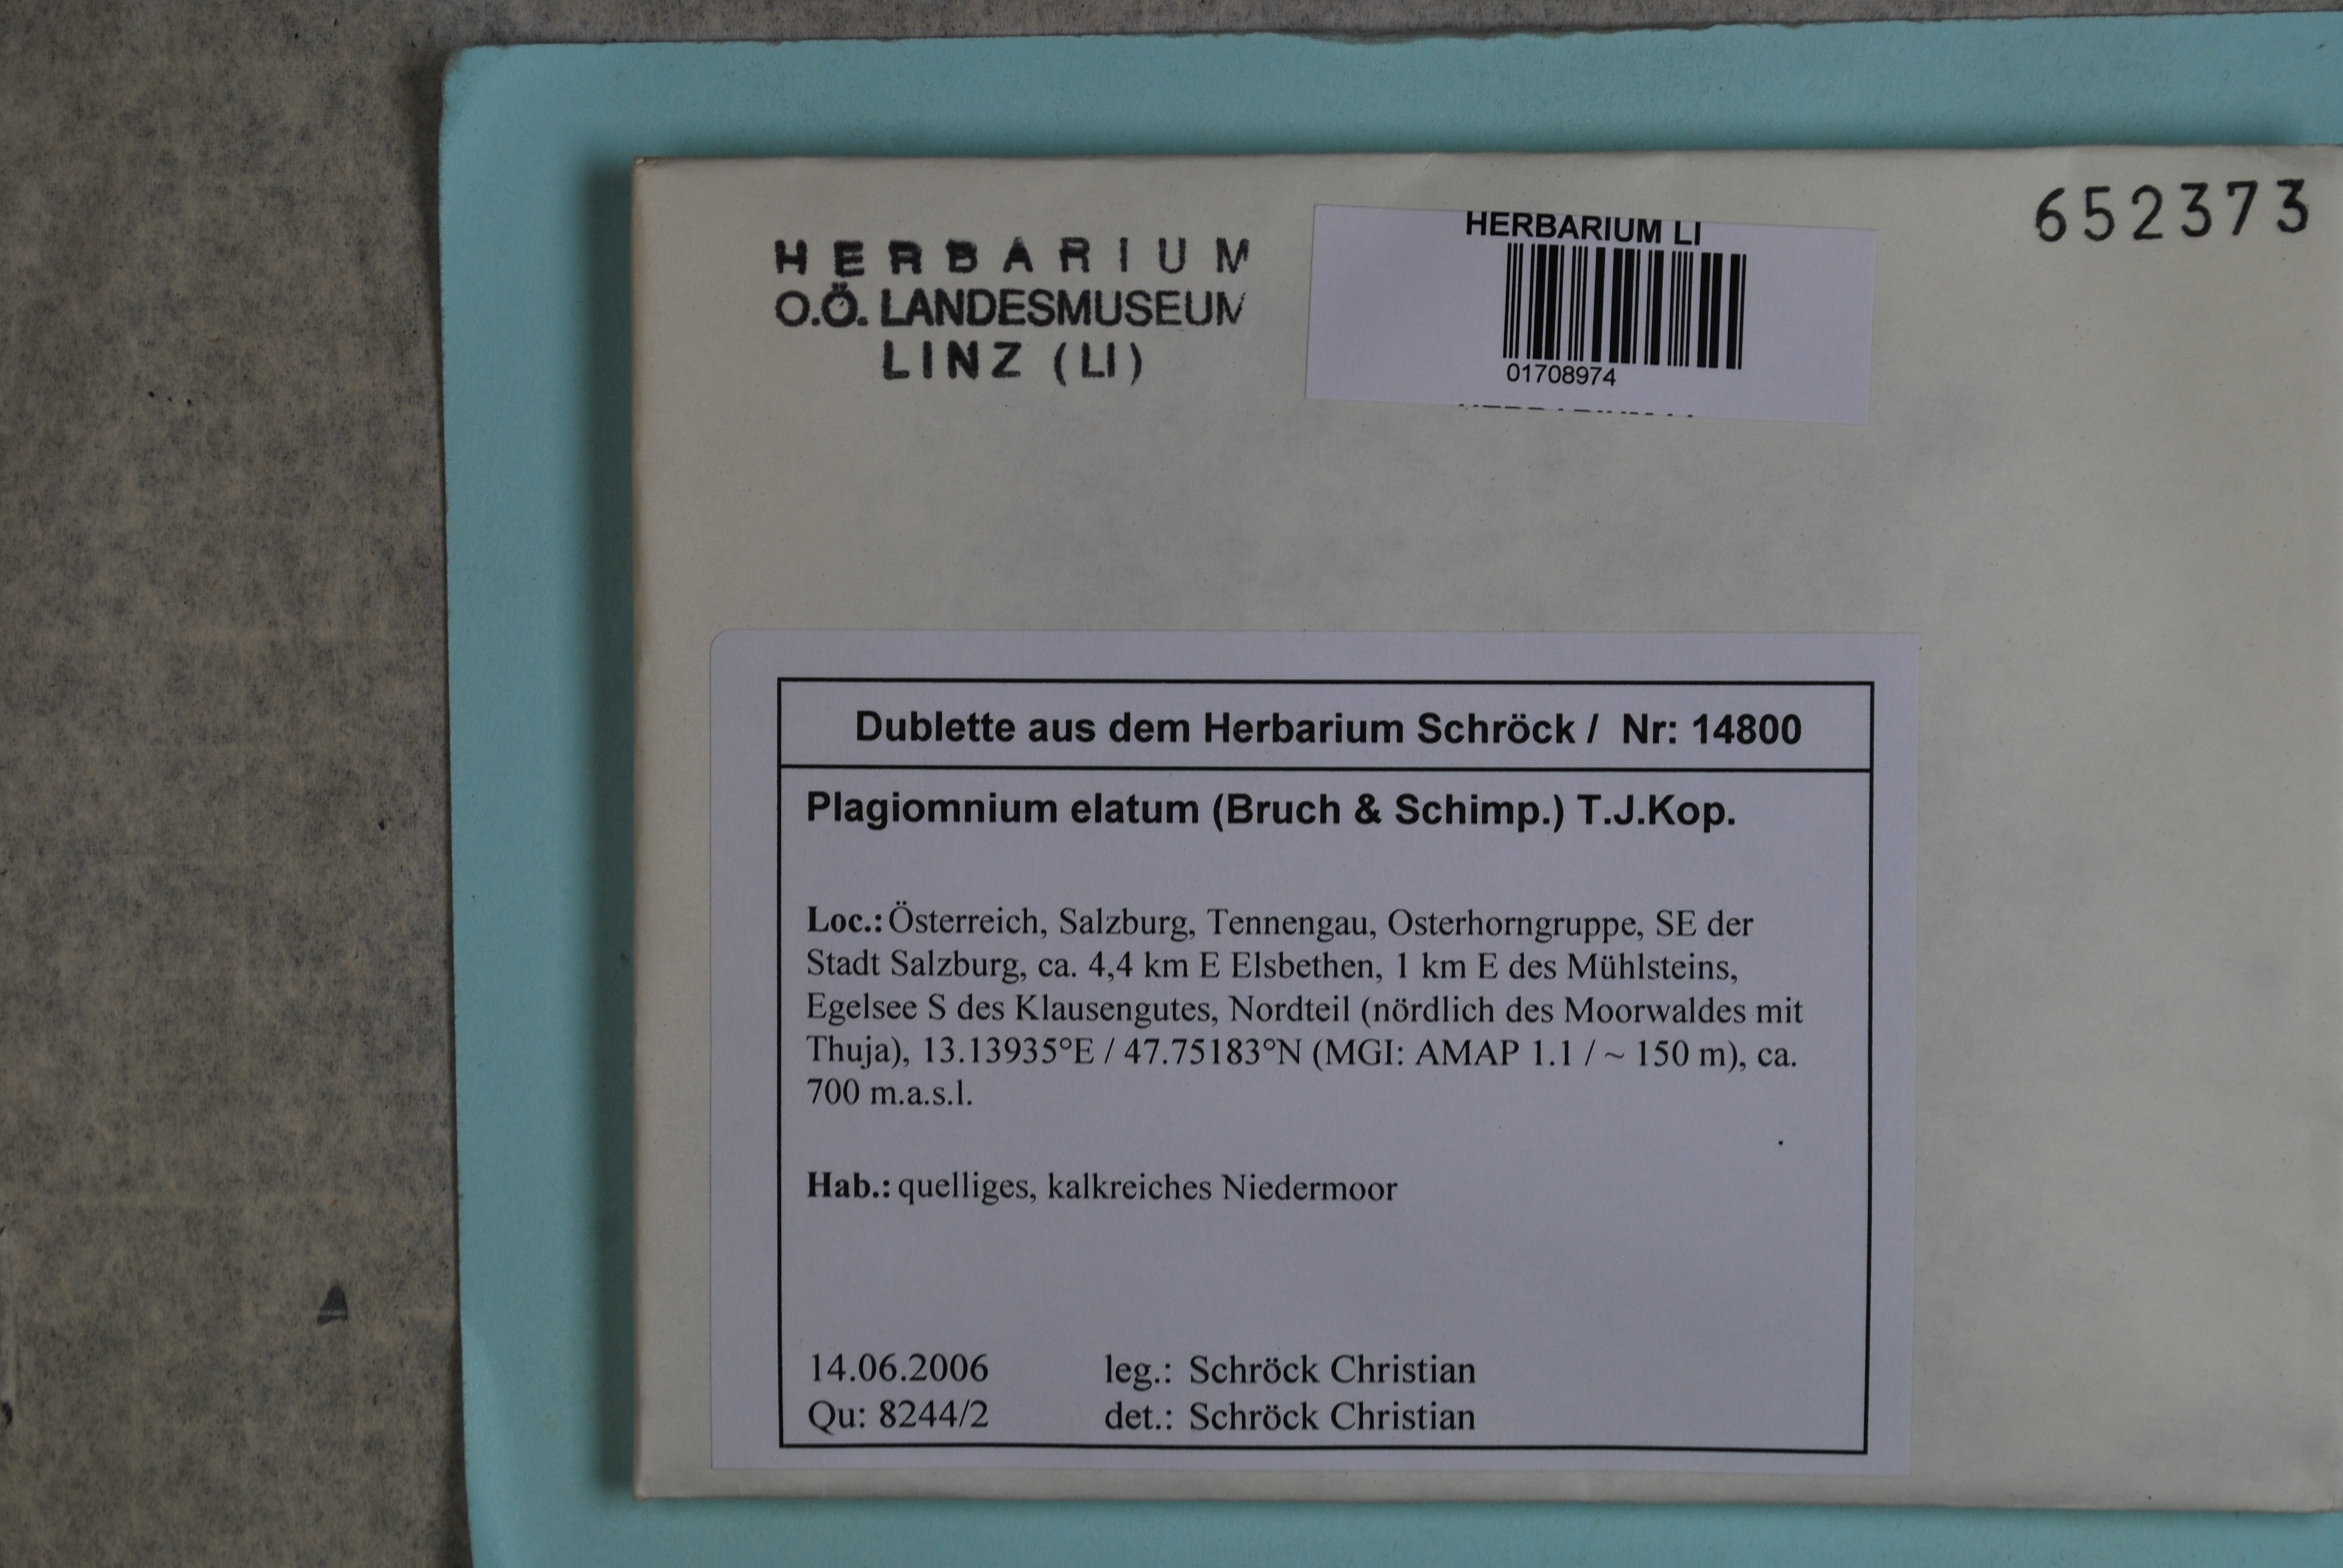 HERBARIUM
O.Ö. LANDESMUSEUM
LINZ (LI)
HERBARIUM LI
01708974
652373
Dublette aus dem Herbarium Schröck / Nr: 14800
Plagiomnium elatum (Bruch & Schimp.) T.J.Kop.
Loc.: Österreich, Salzburg, Tennengau, Osterhorngruppe, SE der
Stadt Salzburg, ca. 4,4 km E Elsbethen, 1 km E des Mühlsteins,
Egelsee S des Klausengutes, Nordteil (nördlich des Moorwaldes mit
Thuja), 13.13935°E / 47.75183°N (MGI: AMAP 1.1 / ~ 150 m), ca.
700 m.a.s.l.
Hab.: quelliges, kalkreiches Niedermoor
14.06.2006 leg.: Schröck Christian
Qu: 8244/2 det.: Schröck Christian